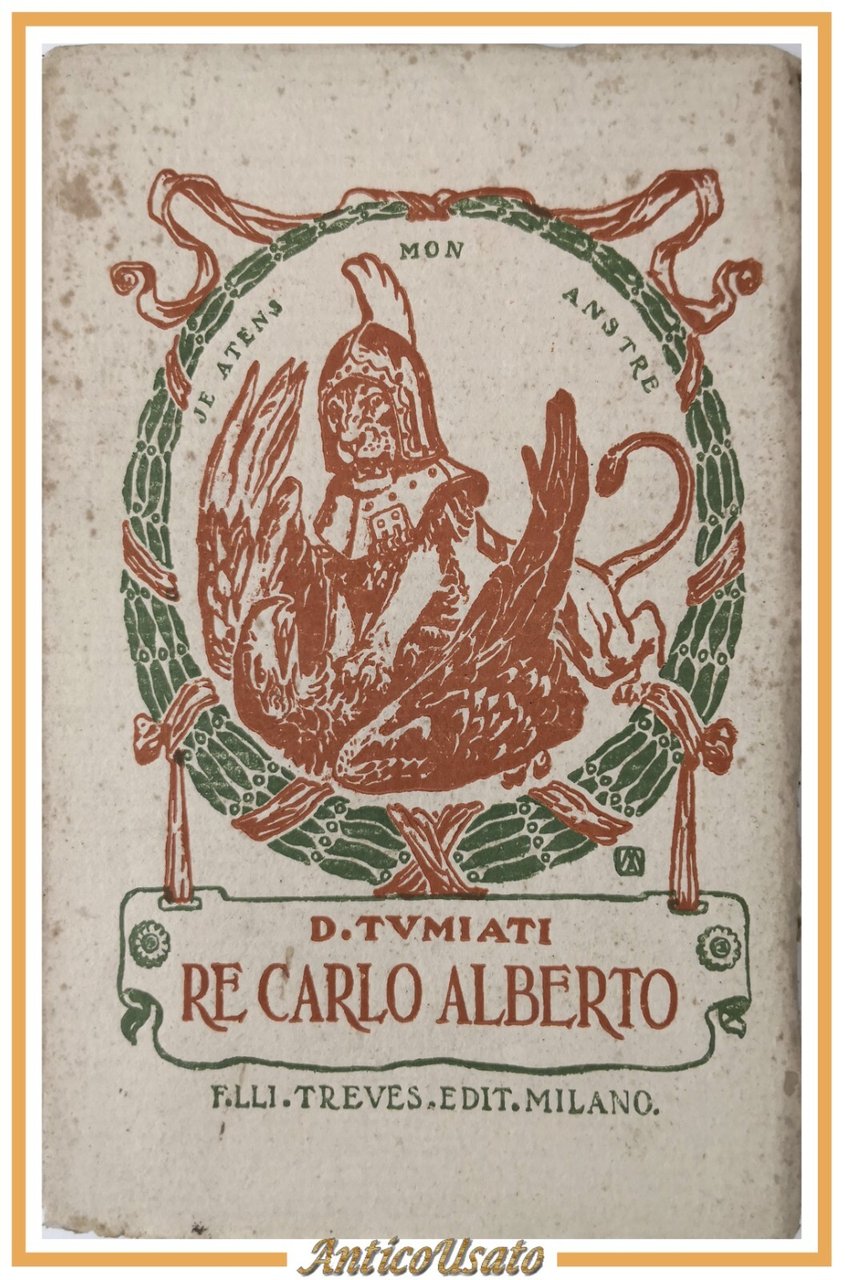 JE ATENS MON ANSTRE
D. TVMIATI
RE CARLO ALBERTO
F.LLI. TREVES. EDIT. MILANO.
AnticoUsato